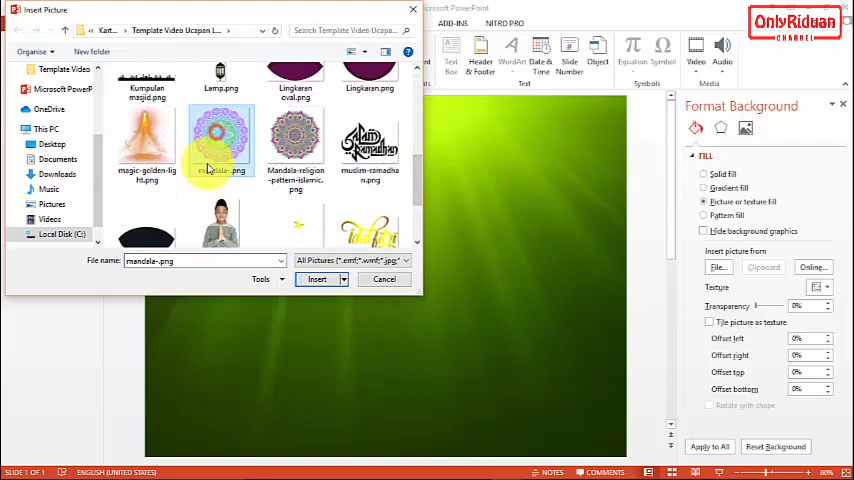 Insert Picture
Kart...
Template Video Ucapan L...
Search Template Video Ucapan ...
Organise
New folder
Template Video
Microsoft PowerP
OneDrive
This PC
Desktop
Documents
Downloads
Music
Pictures
Videos
Local Disk (C:)
Kumpulan
masjid.png
Lamp.png
Lingkaran
oval.png
Lingkaran.png
magic-golden-lig
ht.png
mandala-.png
Mandala-religion
-pattern-islamic.
png
muslim-ramadha
n.png
File name:
mandala-.png
All Pictures (*.emf;*.wmf;*.jpg;*
Tools
Insert
Cancel
PowerPoint
ADD-INS
NITRO PRO
Text
Box
Header
& Footer
WordArt
Date &
Time
Slide
Number
Object
Equation
Symbol
Video
Audio
Text
Symbols
Media
OnlyRiduan
CHANNEL
Format Background
FILL
Solid fill
Gradient fill
Picture or texture fill
Pattern fill
Hide background graphics
Insert picture from
File...
Clipboard
Online...
Texture
Transparency
0%
Tile picture as texture
Offset left
0%
Offset right
0%
Offset top
0%
Offset bottom
0%
Rotate with shape
Apply to All
Reset Background
SLIDE 1 OF 1
ENGLISH (UNITED STATES)
NOTES
COMMENTS
80%